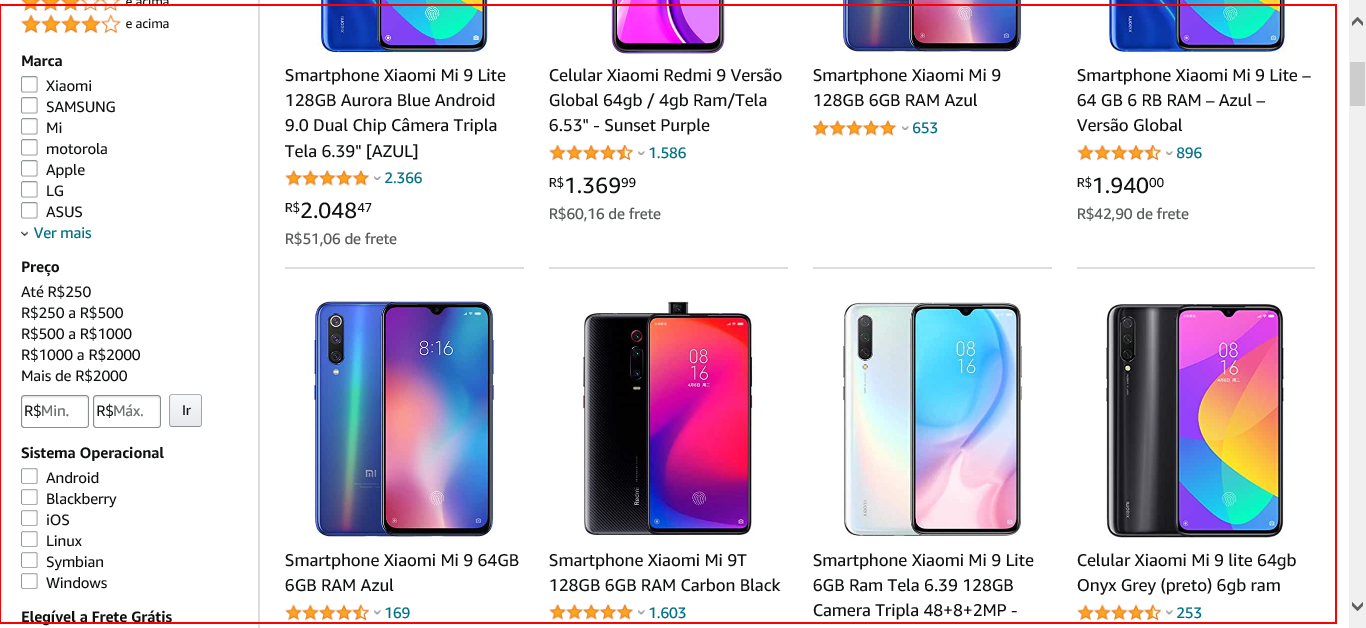 e acima
e acima
Marca
Xiaomi
SAMSUNG
Mi
motorola
Apple
LG
ASUS
Ver mais
Preço
Até R$250
R$250 a R$500
R$500 a R$1000
R$1000 a R$2000
Mais de R$2000
R$Min. R$Máx. Ir
Sistema Operacional
Android
Blackberry
iOS
Linux
Symbian
Windows
Elegível a Frete Grátis
Smartphone Xiaomi Mi 9 Lite
128GB Aurora Blue Android
9.0 Dual Chip Câmera Tripla
Tela 6.39" [AZUL]
2.366
R$2.04847
R$51,06 de frete
Celular Xiaomi Redmi 9 Versão
Global 64gb / 4gb Ram/Tela
6.53" - Sunset Purple
1.586
R$1.36999
R$60,16 de frete
Smartphone Xiaomi Mi 9
128GB 6GB RAM Azul
653
Smartphone Xiaomi Mi 9 Lite –
64 GB 6 RB RAM – Azul –
Versão Global
896
R$1.94000
R$42,90 de frete
8:16
Smartphone Xiaomi Mi 9 64GB
6GB RAM Azul
169
08
16
Redmi
Smartphone Xiaomi Mi 9T
128GB 6GB RAM Carbon Black
1.603
08
16
Smartphone Xiaomi Mi 9 Lite
6GB Ram Tela 6.39 128GB
Camera Tripla 48+8+2MP -
08
16
Celular Xiaomi Mi 9 lite 64gb
Onyx Grey (preto) 6gb ram
253